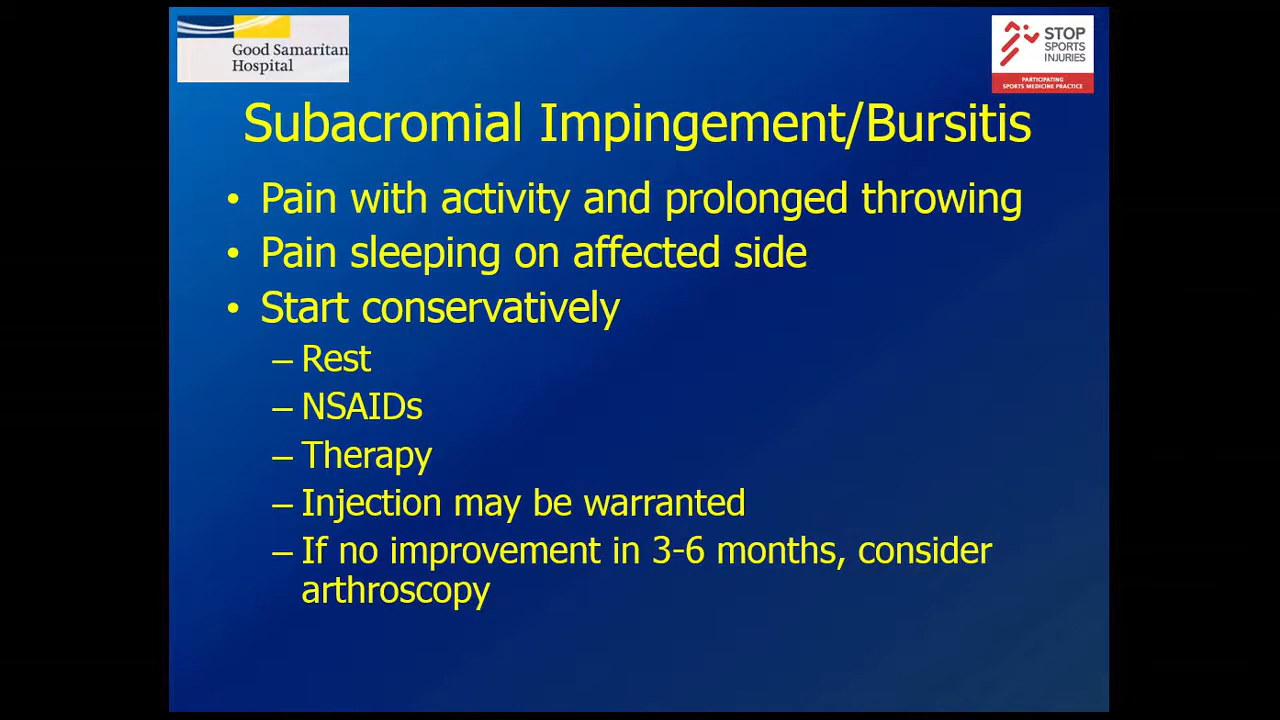 Good Samaritan
Hospital
STOP
SPORTS
INJURIES
PARTICIPATING
SPORTS MEDICINE PRACTICE
Subacromial Impingement/Bursitis
• Pain with activity and prolonged throwing
• Pain sleeping on affected side
• Start conservatively
– Rest
– NSAIDs
– Therapy
– Injection may be warranted
– If no improvement in 3-6 months, consider
arthroscopy